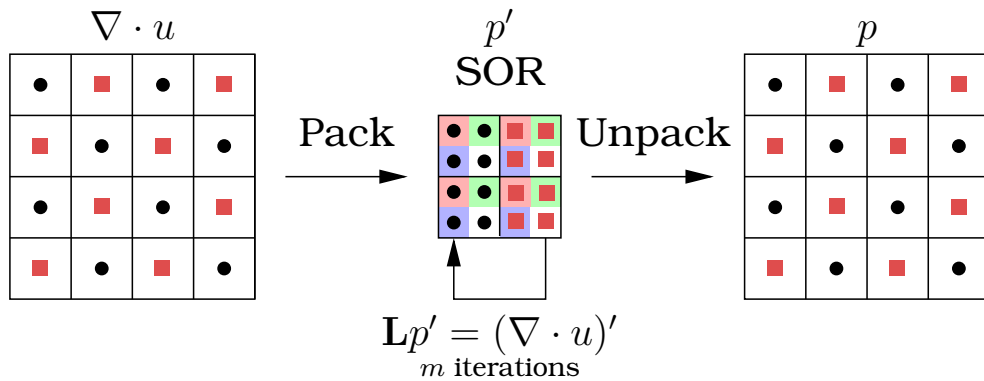 ∇ · u
p′
SOR
p
Pack
Unpack
Lp′ = (∇ · u)′
m iterations